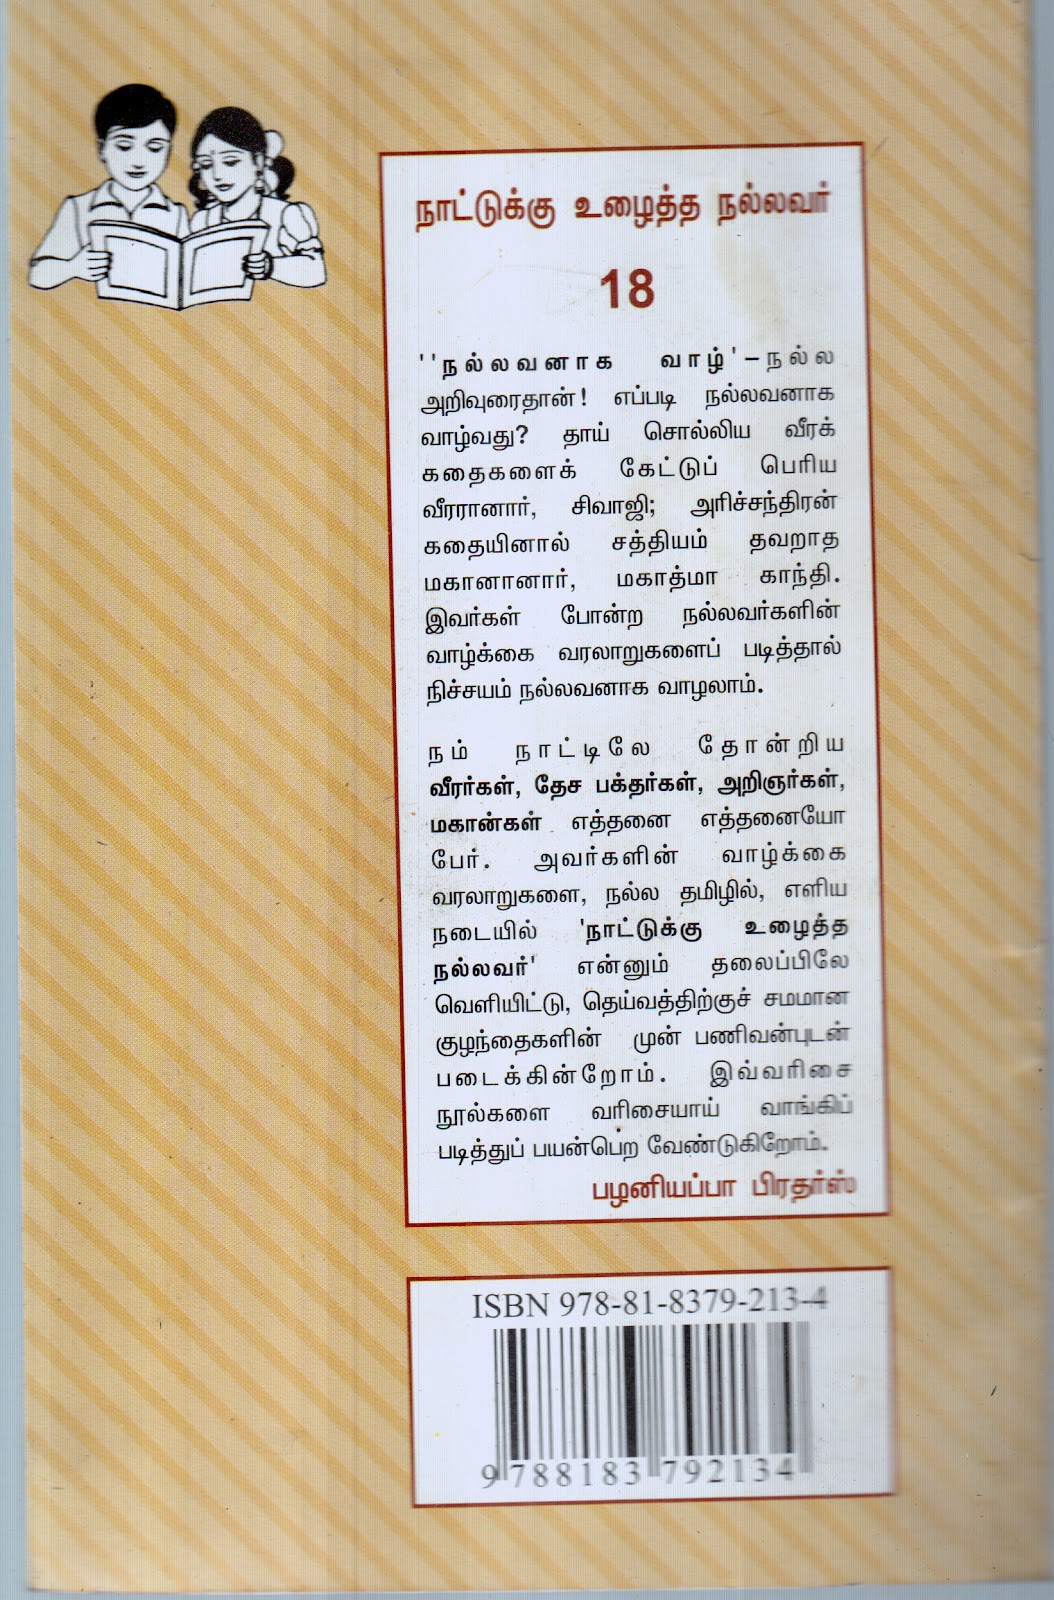 நாட்டுக்கு உழைத்த நல்லவர்
18
''நல்லவனாக வாழ்' – நல்ல
அறிவுரைதான்! எப்படி நல்லவனாக
வாழ்வது? தாய் சொல்லிய வீரக்
கதைகளைக் கேட்டுப் பெரிய
வீரரானார், சிவாஜி; அரிச்சந்திரன்
கதையினால் சத்தியம் தவறாத
மகானானார், மகாத்மா காந்தி.
இவர்கள் போன்ற நல்லவர்களின்
வாழ்க்கை வரலாறுகளைப் படித்தால்
நிச்சயம் நல்லவனாக வாழலாம்.
நம் நாட்டிலே தோன்றிய
வீரர்கள், தேச பக்தர்கள், அறிஞர்கள்,
மகான்கள் எத்தனை எத்தனையோ
பேர். அவர்களின் வாழ்க்கை
வரலாறுகளை, நல்ல தமிழில், எளிய
நடையில் 'நாட்டுக்கு உழைத்த
நல்லவர்' என்னும் தலைப்பிலே
வெளியிட்டு, தெய்வத்திற்குச் சமமான
குழந்தைகளின் முன் பணிவன்புடன்
படைக்கின்றோம். இவ்வரிசை
நூல்களை வரிசையாய் வாங்கிப்
படித்துப் பயன்பெற வேண்டுகிறோம்.
பழனியப்பா பிரதர்ஸ்
ISBN 978-81-8379-213-4
9 788183 792134